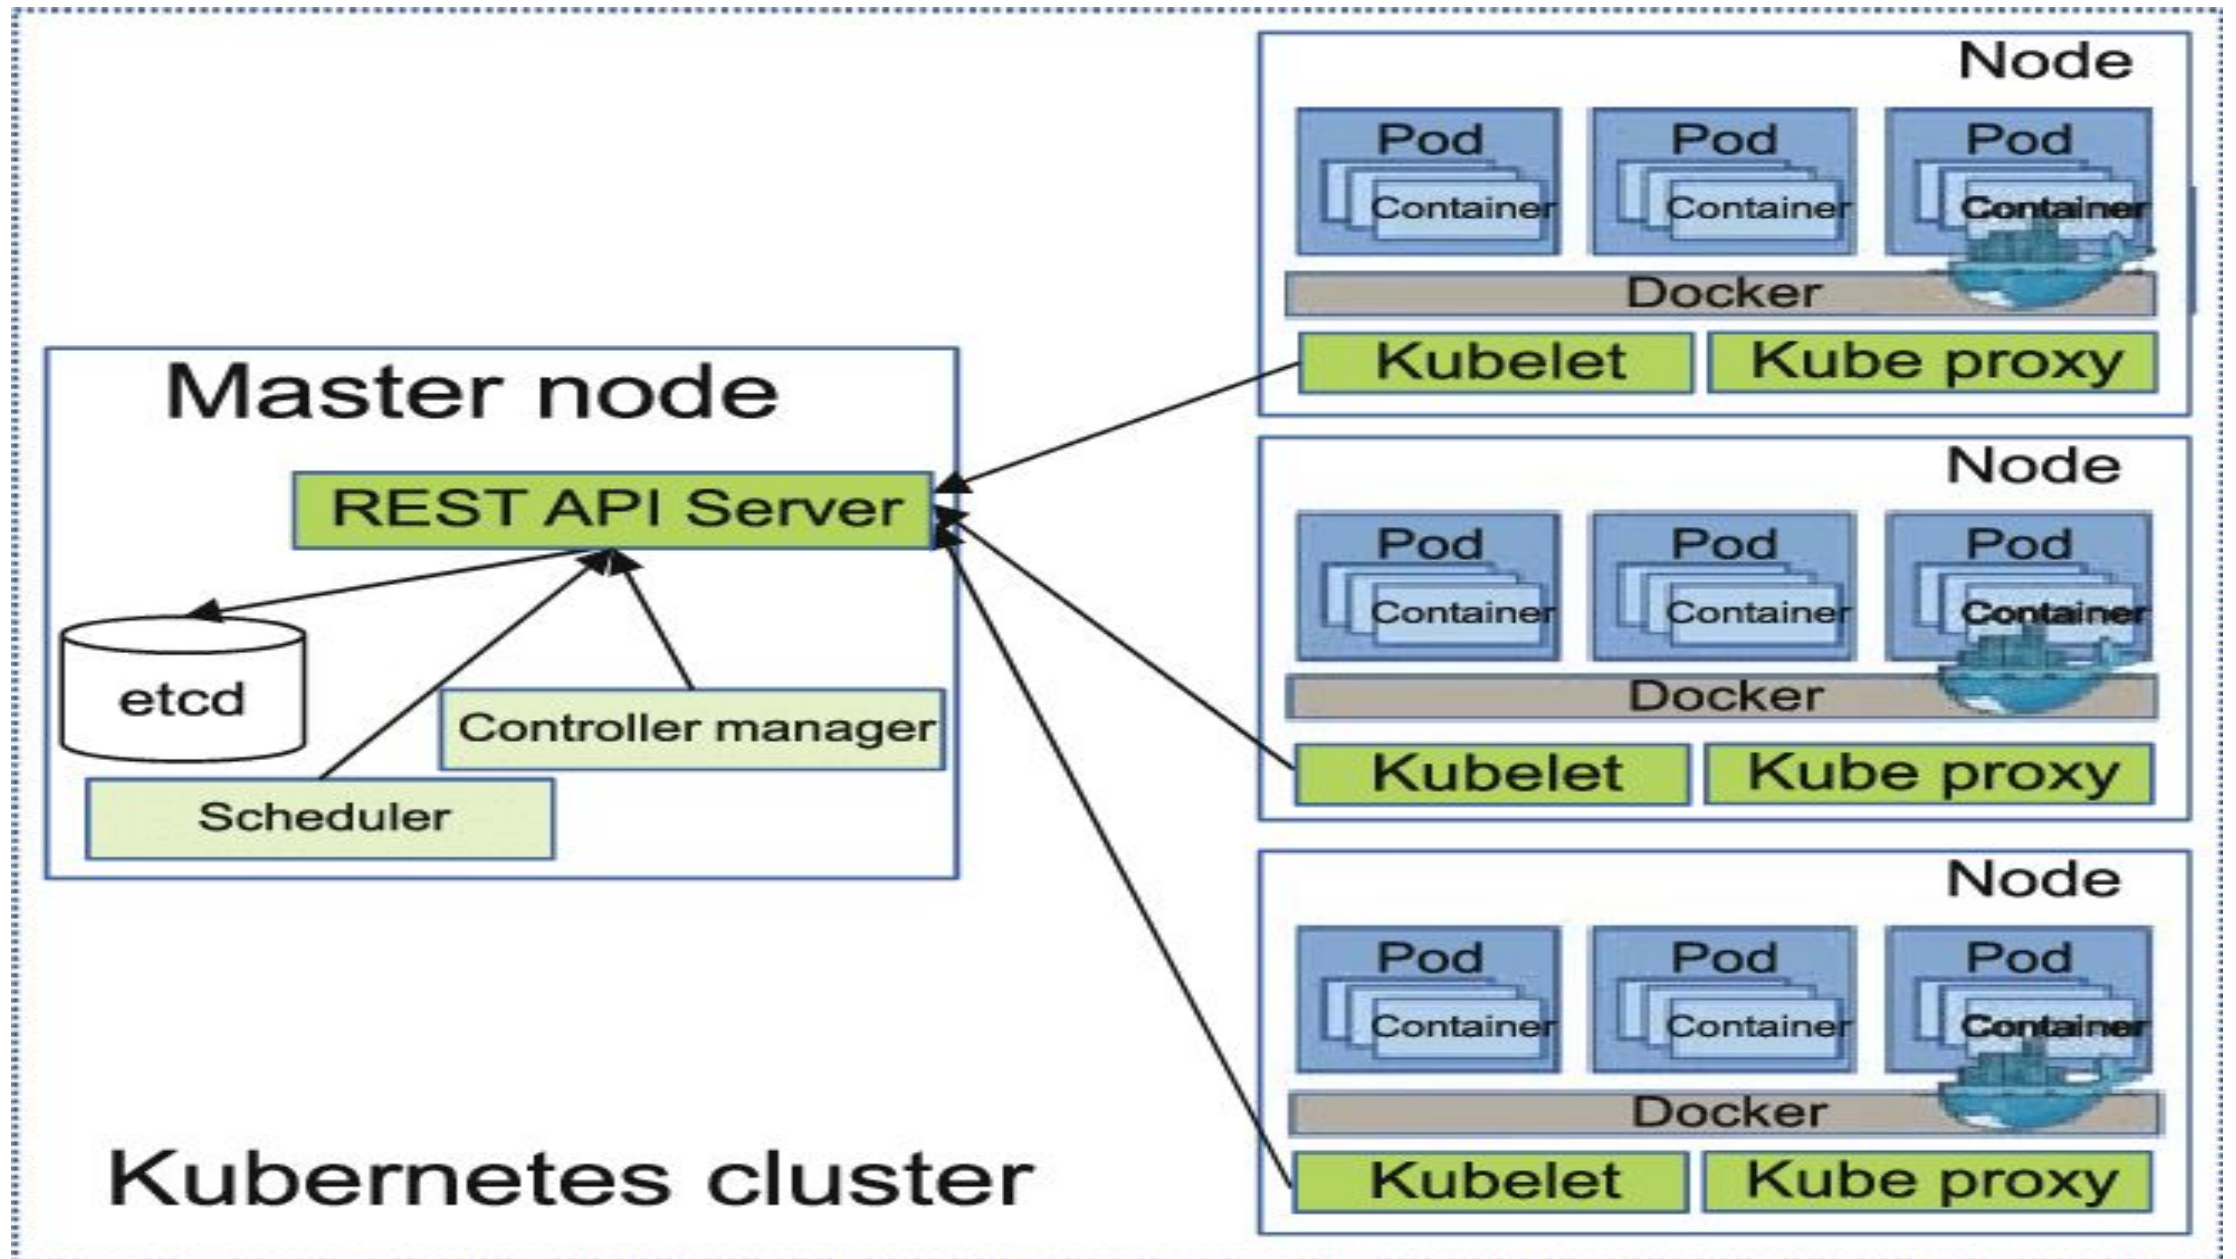 Master node
REST API Server
etcd
Controller manager
Scheduler
Kubernetes cluster
Node
Pod Pod Pod
Container Container Container
Docker
Kubelet Kube proxy
Node
Pod Pod Pod
Container Container Container
Docker
Kubelet Kube proxy
Node
Pod Pod Pod
Container Container Container
Docker
Kubelet Kube proxy